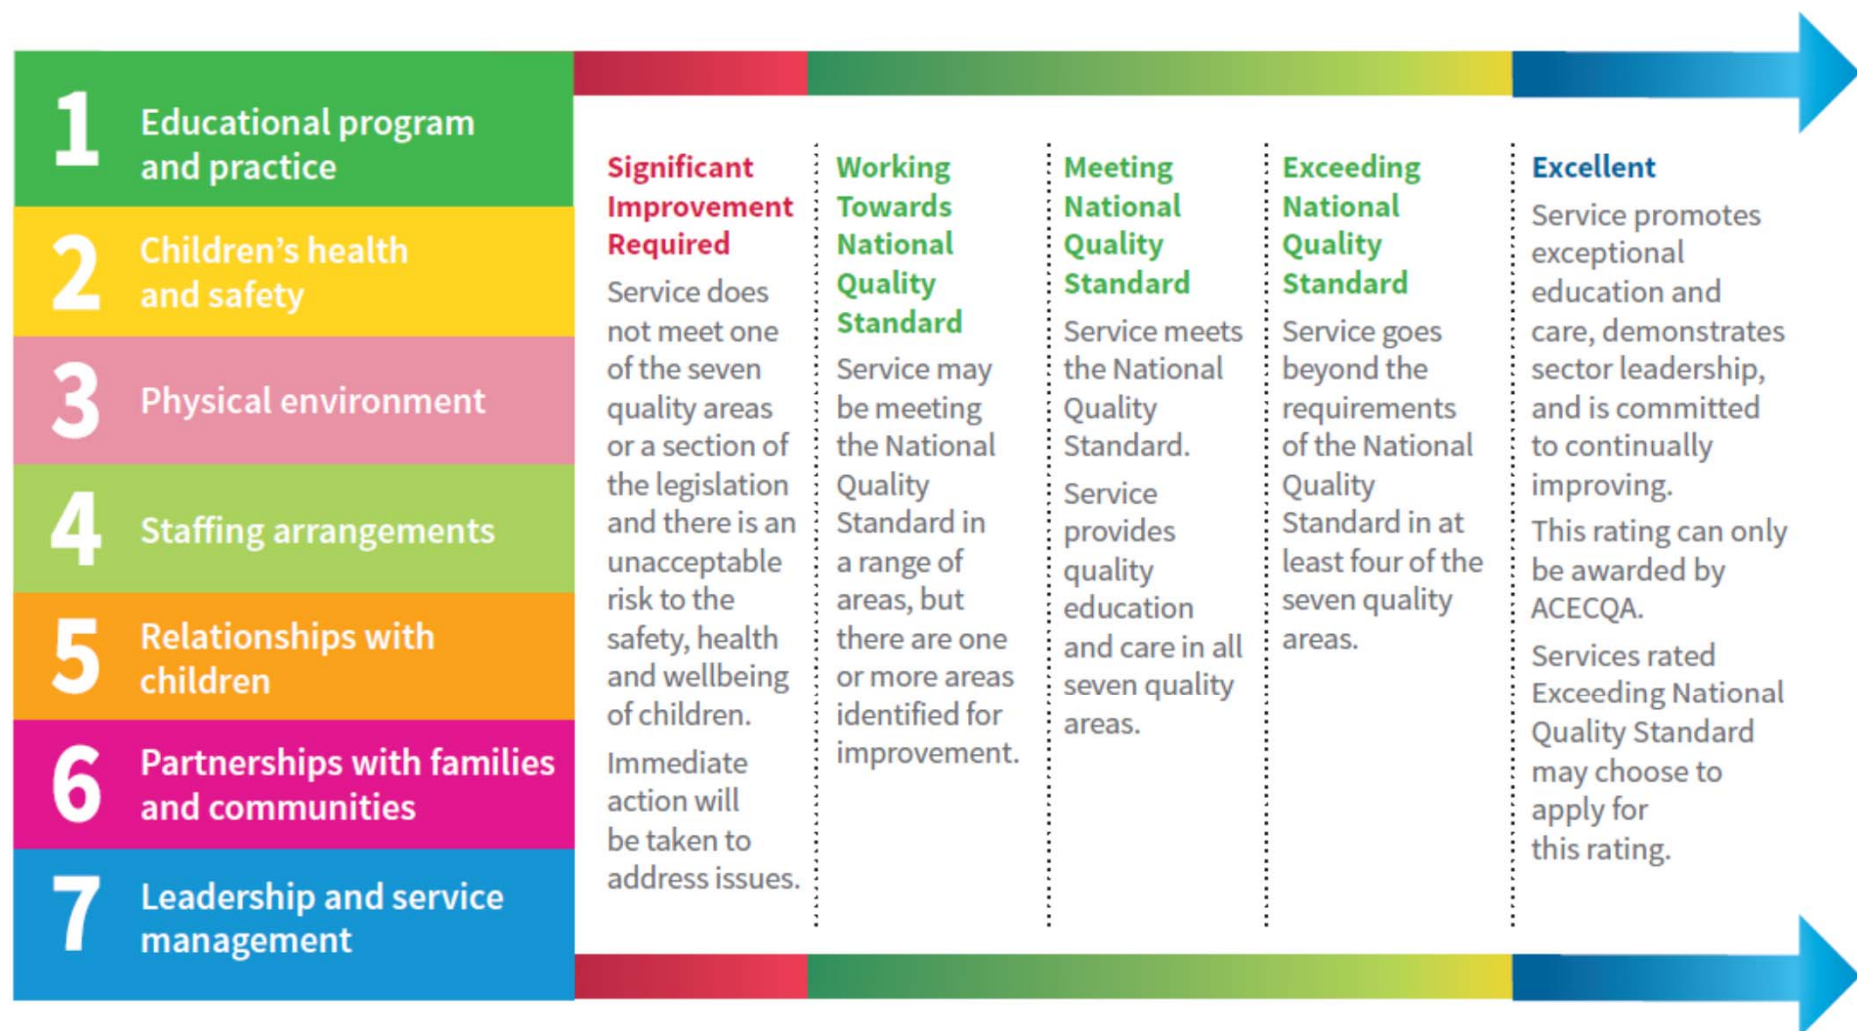 1
Educational program
and practice
2
Children’s health
and safety
3
Physical environment
4
Staffing arrangements
5
Relationships with
children
6
Partnerships with families
and communities
7
Leadership and service
management
Significant
Improvement
Required
Service does
not meet one
of the seven
quality areas
or a section of
the legislation
and there is an
unacceptable
risk to the
safety, health
and wellbeing
of children.
Immediate
action will
be taken to
address issues.
Working
Towards
National
Quality
Standard
Service may
be meeting
the National
Quality
Standard in
a range of
areas, but
there are one
or more areas
identified for
improvement.
Meeting
National
Quality
Standard
Service meets
the National
Quality
Standard.
Service
provides
quality
education
and care in all
seven quality
areas.
Exceeding
National
Quality
Standard
Service goes
beyond the
requirements
of the National
Quality
Standard in at
least four of the
seven quality
areas.
Excellent
Service promotes
exceptional
education and
care, demonstrates
sector leadership,
and is committed
to continually
improving.
This rating can only
be awarded by
ACECQA.
Services rated
Exceeding National
Quality Standard
may choose to
apply for
this rating.